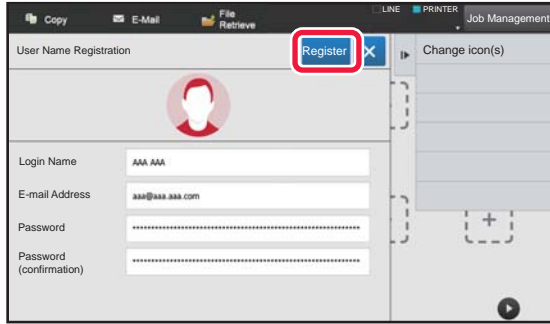 Copy
E-Mail
File
Retrieve
LINE
PRINTER
Job Management
User Name Registration
Register
Change icon(s)
Login Name
AAA AAA
E-mail Address
aaa@aaa.aaa.com
Password
Password
(confirmation)